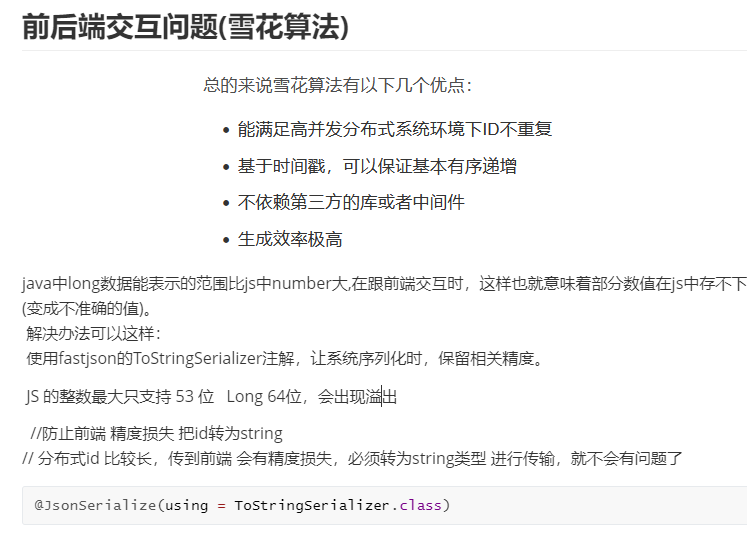 前后端交互问题(雪花算法)
总的来说雪花算法有以下几个优点：
• 能满足高并发分布式系统环境下ID不重复
• 基于时间戳，可以保证基本有序递增
• 不依赖第三方的库或者中间件
• 生成效率极高
java中long数据能表示的范围比js中number大,在跟前端交互时，这样也就意味着部分数值在js中存不下
(变成不准确的值)。
解决办法可以这样：
使用fastjson的ToStringSerializer注解，让系统序列化时，保留相关精度。
JS 的整数最大只支持 53 位   Long 64位，会出现溢出
//防止前端 精度损失 把id转为string
// 分布式id 比较长，传到前端 会有精度损失，必须转为string类型 进行传输，就不会有问题了
@JsonSerialize(using = ToStringSerializer.class)